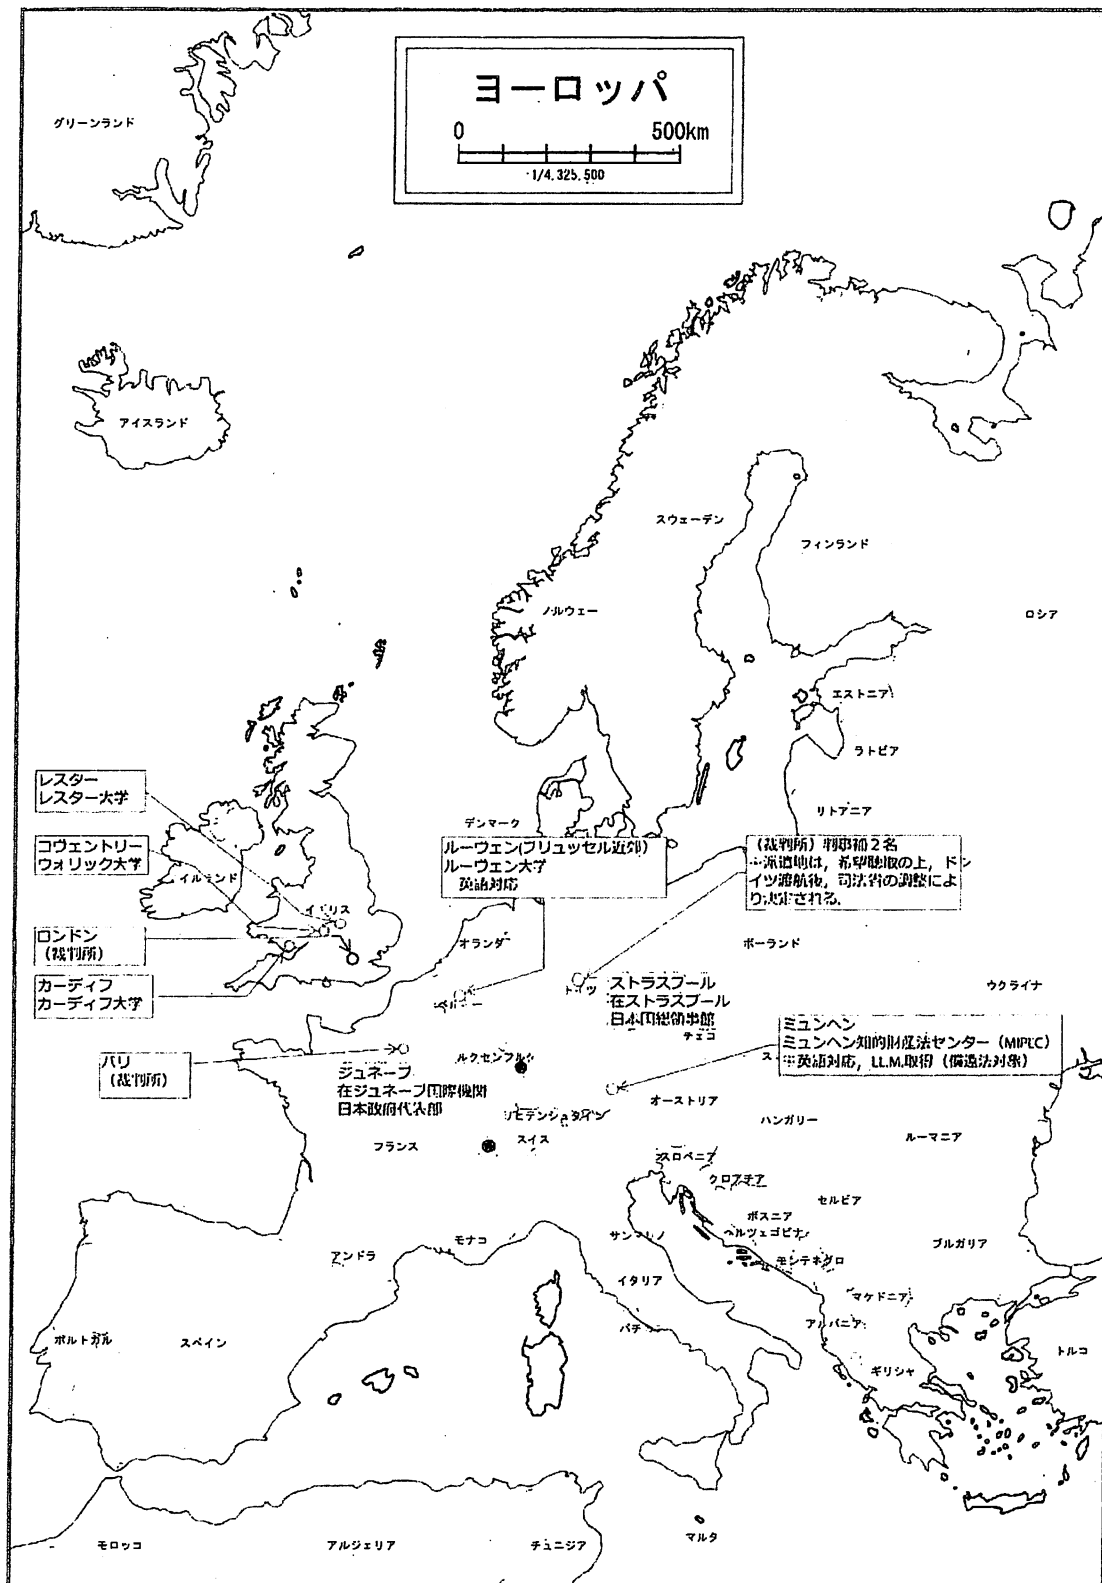 ヨーロッパ
0 500km
1/4,325,500
グリーンランド
アイスランド
スウェーデン
フィンランド
ノルウェー
ロシア
エストニア
ラトビア
リトアニア
デンマーク
レスター
レスター大学
コヴェントリー
ウォリック大学
イルランド
イギリス
ロンドン
(裁判所)
カーディフ
カーディフ大学
ルーヴェン(ブリュッセル近郊)
ルーヴェン大学
英語対応
(裁判所) 判事補2名
※派遣地は,希望聴取の上,ド
イツ渡航後,司法省の調整によ
り決定される.
オランダ
ポーランド
ウクライナ
ドイツ
ストラスブール
在ストラスブール
日本国総領事館
チェコ
ミュンヘン
ミュンヘン知的財産法センター(MIPLC)
※英語対応,LL.M.取得(償還法対象)
パリ
(裁判所)
ルクセンブルク
ジュネーブ
在ジュネーブ国際機関
日本政府代表部
リヒテンシュタイン
スイス
フランス
オーストリア
ハンガリー
ルーマニア
スロベニア
クロアチア
セルビア
ボスニア
ヘルツェゴビナ
モンテネグロ
ブルガリア
マケドニア
アルバニア
ギリシャ
トルコ
モナコ
アンドラ
サンマリノ
イタリア
ポルトガル
スペイン
マルタ
モロッコ
アルジェリア
チュニジア